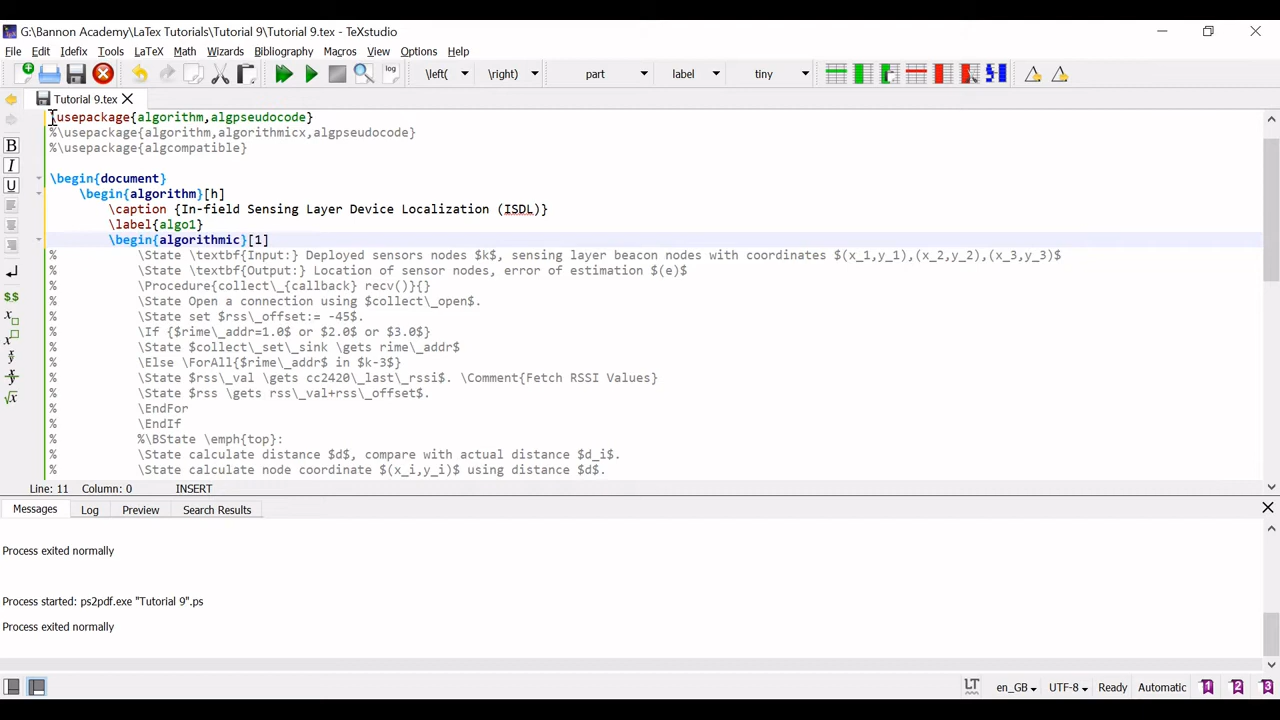 G:\Bannon Academy\LaTex Tutorials\Tutorial 9\Tutorial 9.tex - TeXstudio
File Edit Idefix Tools LaTeX Math Wizards Bibliography Macros View Options Help
log \left( \right) part label tiny
Tutorial 9.tex
usepackage{algorithm,algpseudocode}
%\usepackage{algorithm,algorithmicx,algpseudocode}
%\usepackage{algcompatible}
\begin{document}
\begin{algorithm}[h]
\caption {In-field Sensing Layer Device Localization (ISDL)}
\label{algo1}
\begin{algorithmic}[1]
% \State \textbf{Input:} Deployed sensors nodes $k$, sensing layer beacon nodes with coordinates $(x_1,y_1),(x_2,y_2),(x_3,y_3)$
% \State \textbf{Output:} Location of sensor nodes, error of estimation $(e)$
% \Procedure{collect\_{callback} recv()}{}
% \State Open a connection using $collect\_open$.
% \State set $rss\_offset:= -45$.
% \If {$rime\_addr=1.0$ or $2.0$ or $3.0$}
% \State $collect\_set\_sink \gets rime\_addr$
% \Else \ForAll{$rime\_addr$ in $k-3$}
% \State $rss\_val \gets cc2420\_last\_rssi$. \Comment{Fetch RSSI Values}
% \State $rss \gets rss\_val+rss\_offset$.
% \EndFor
% \EndIf
% %\BState \emph{top}:
% \State calculate distance $d$, compare with actual distance $d_i$.
% \State calculate node coordinate $(x_i,y_i)$ using distance $d$.
Line: 11 Column: 0 INSERT
Messages Log Preview Search Results
Process exited normally
Process started: ps2pdf.exe "Tutorial 9".ps
Process exited normally
LT en_GB UTF-8 Ready Automatic 1 2 3